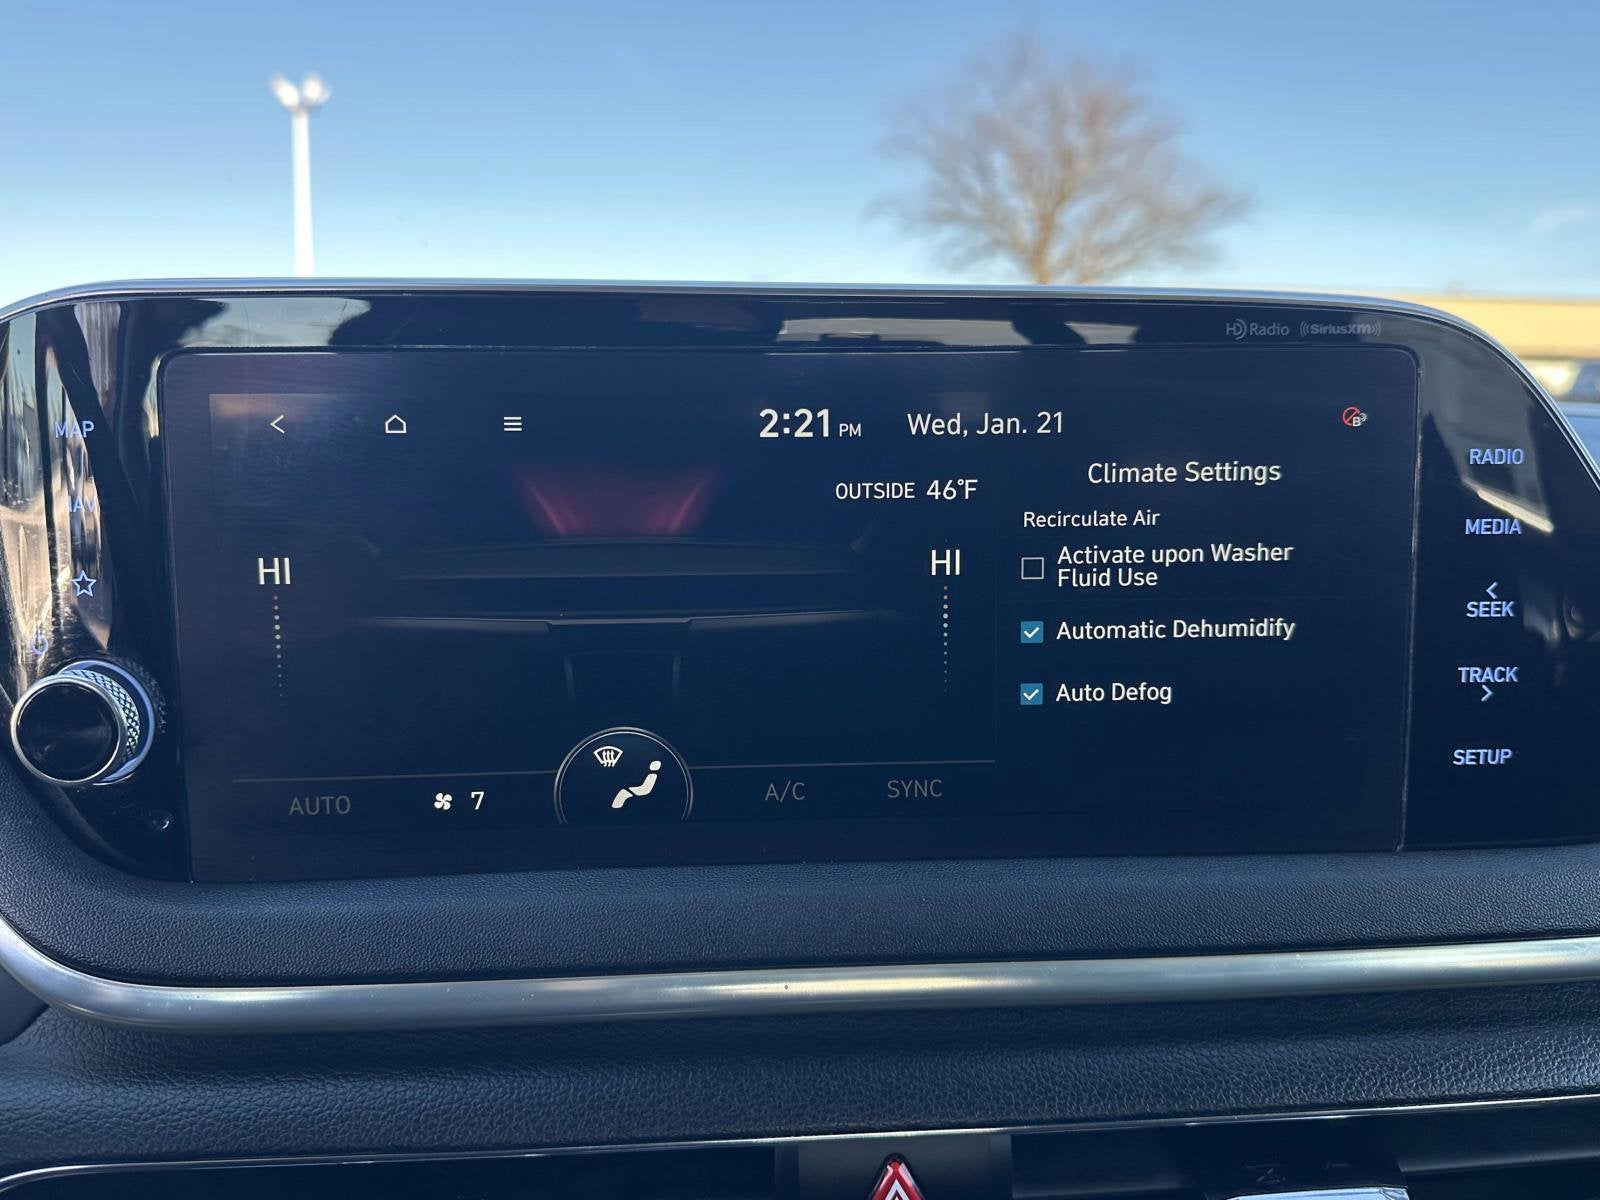 HD Radio ((SiriusXM))
MAP
NAV
2:21 PM Wed, Jan. 21
OUTSIDE 46°F
HI
HI
AUTO
7
A/C
SYNC
Climate Settings
Recirculate Air
Activate upon Washer
Fluid Use
Automatic Dehumidify
Auto Defog
RADIO
MEDIA
<
SEEK
TRACK
>
SETUP